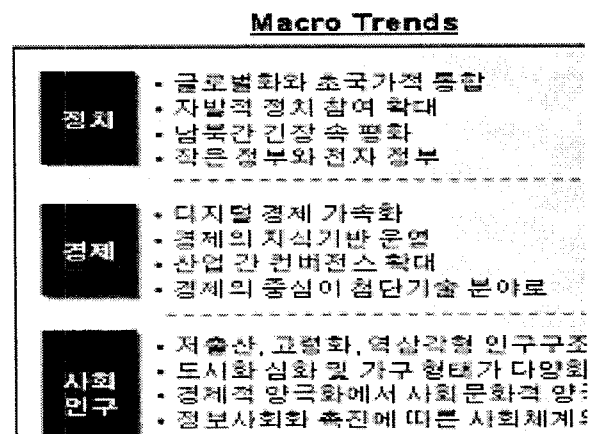 Macro Trends
정치
• 글로벌화와 초국가적 통합
• 자발적 정치 참여 확대
• 남북간 긴장 속 평화
• 작은 정부와 전자 정부
경제
• 디지털 경제 가속화
• 경제의 지식기반 운영
• 산업 간 컨버전스 확대
• 경제의 중심이 첨단기술 분야로
사회
인구
• 저출산, 고령화, 역삼각형 인구구조
• 도시화 심화 및 가구 형태가 다양화
• 경제적 양극화에서 사회문화적
• 정보사회화 촉진에 따른 사회체계